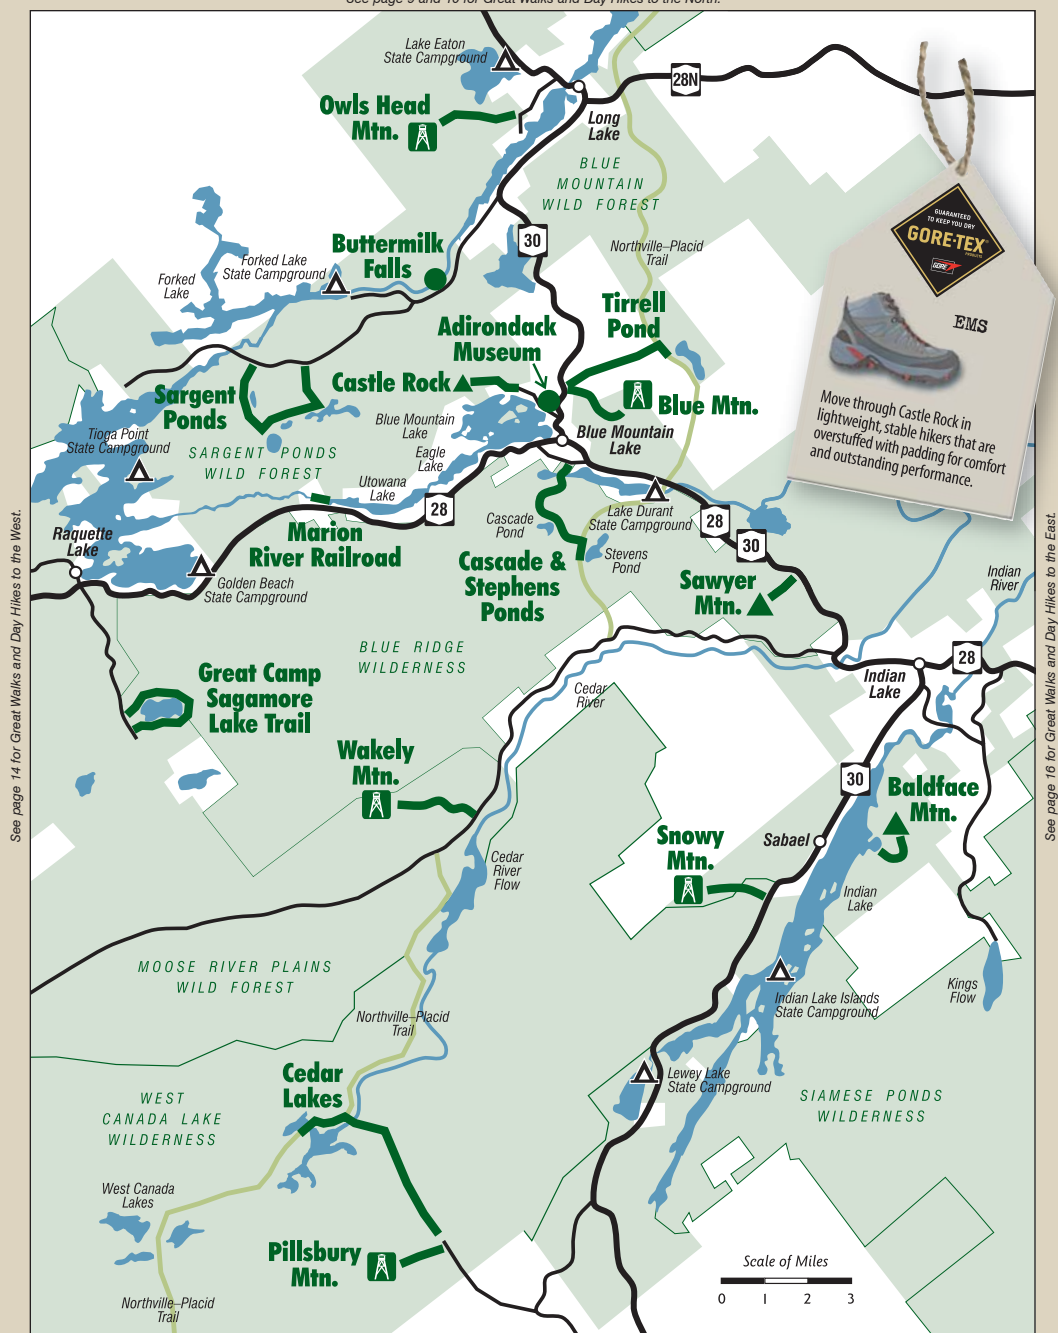 See page 9 and 10 for Great Walks and Day Hikes to the North.
Lake Eaton
State Campground
28N
Owls Head
Mtn.
Long
Lake
BLUE
MOUNTAIN
WILD FOREST
GUARANTEED
TO KEEP YOU DRY
GORE-TEX®
PRODUCTS
GORE
EMS
Move through Castle Rock in
lightweight, stable hikers that are
overstuffed with padding for comfort
and outstanding performance.
30
Northville–Placid
Trail
Buttermilk
Falls
Forked Lake
State Campground
Forked
Lake
Tirrell
Pond
Adirondack
Museum
Castle Rock
Blue Mtn.
Sargent
Ponds
Blue Mountain
Lake
Blue Mountain
Lake
Tioga Point
State Campground
SARGENT PONDS
WILD FOREST
Eagle
Lake
Utowana
Lake
28
Lake Durant
State Campground
28
30
Cascade
Pond
Stevens
Pond
Marion
River Railroad
Raquette
Lake
Golden Beach
State Campground
Cascade &
Stephens
Ponds
Sawyer
Mtn.
Indian
River
See page 14 for Great Walks and Day Hikes to the West.
See page 16 for Great Walks and Day Hikes to the East.
BLUE RIDGE
WILDERNESS
28
Indian
Lake
Great Camp
Sagamore
Lake Trail
Cedar
River
Wakely
Mtn.
30
Baldface
Mtn.
Snowy
Mtn.
Sabael
Cedar
River
Flow
Indian
Lake
MOOSE RIVER PLAINS
WILD FOREST
Kings
Flow
Indian Lake Islands
State Campground
Northville–Placid
Trail
Cedar
Lakes
Lewey Lake
State Campground
WEST
CANADA LAKE
WILDERNESS
SIAMESE PONDS
WILDERNESS
West Canada
Lakes
Pillsbury
Mtn.
Scale of Miles
0 1 2 3
Northville–Placid
Trail